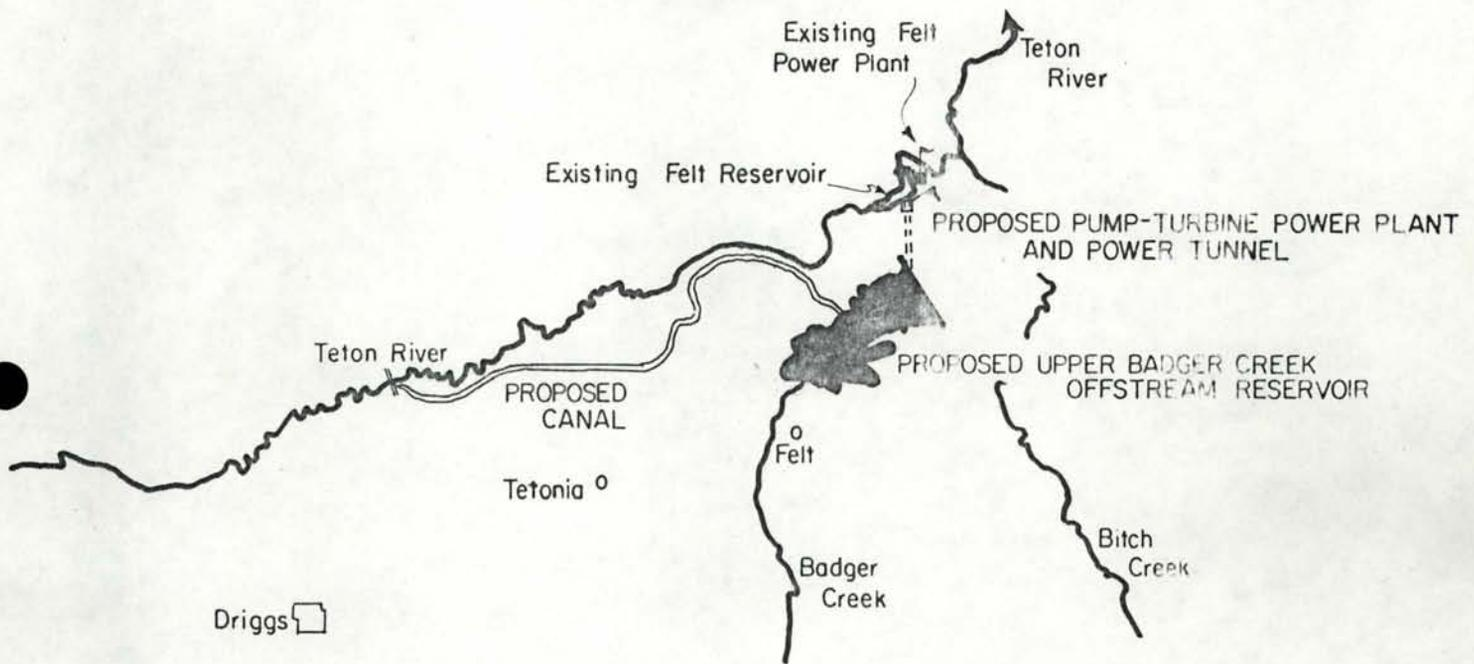 Existing Felt
Power Plant
Teton
River
Existing Felt Reservoir
PROPOSED PUMP-TURBINE POWER PLANT
AND POWER TUNNEL
Teton River
PROPOSED
CANAL
PROPOSED UPPER BADGER CREEK
OFFSTREAM RESERVOIR
Felt
Tetonia
Badger
Creek
Bitch
Creek
Driggs